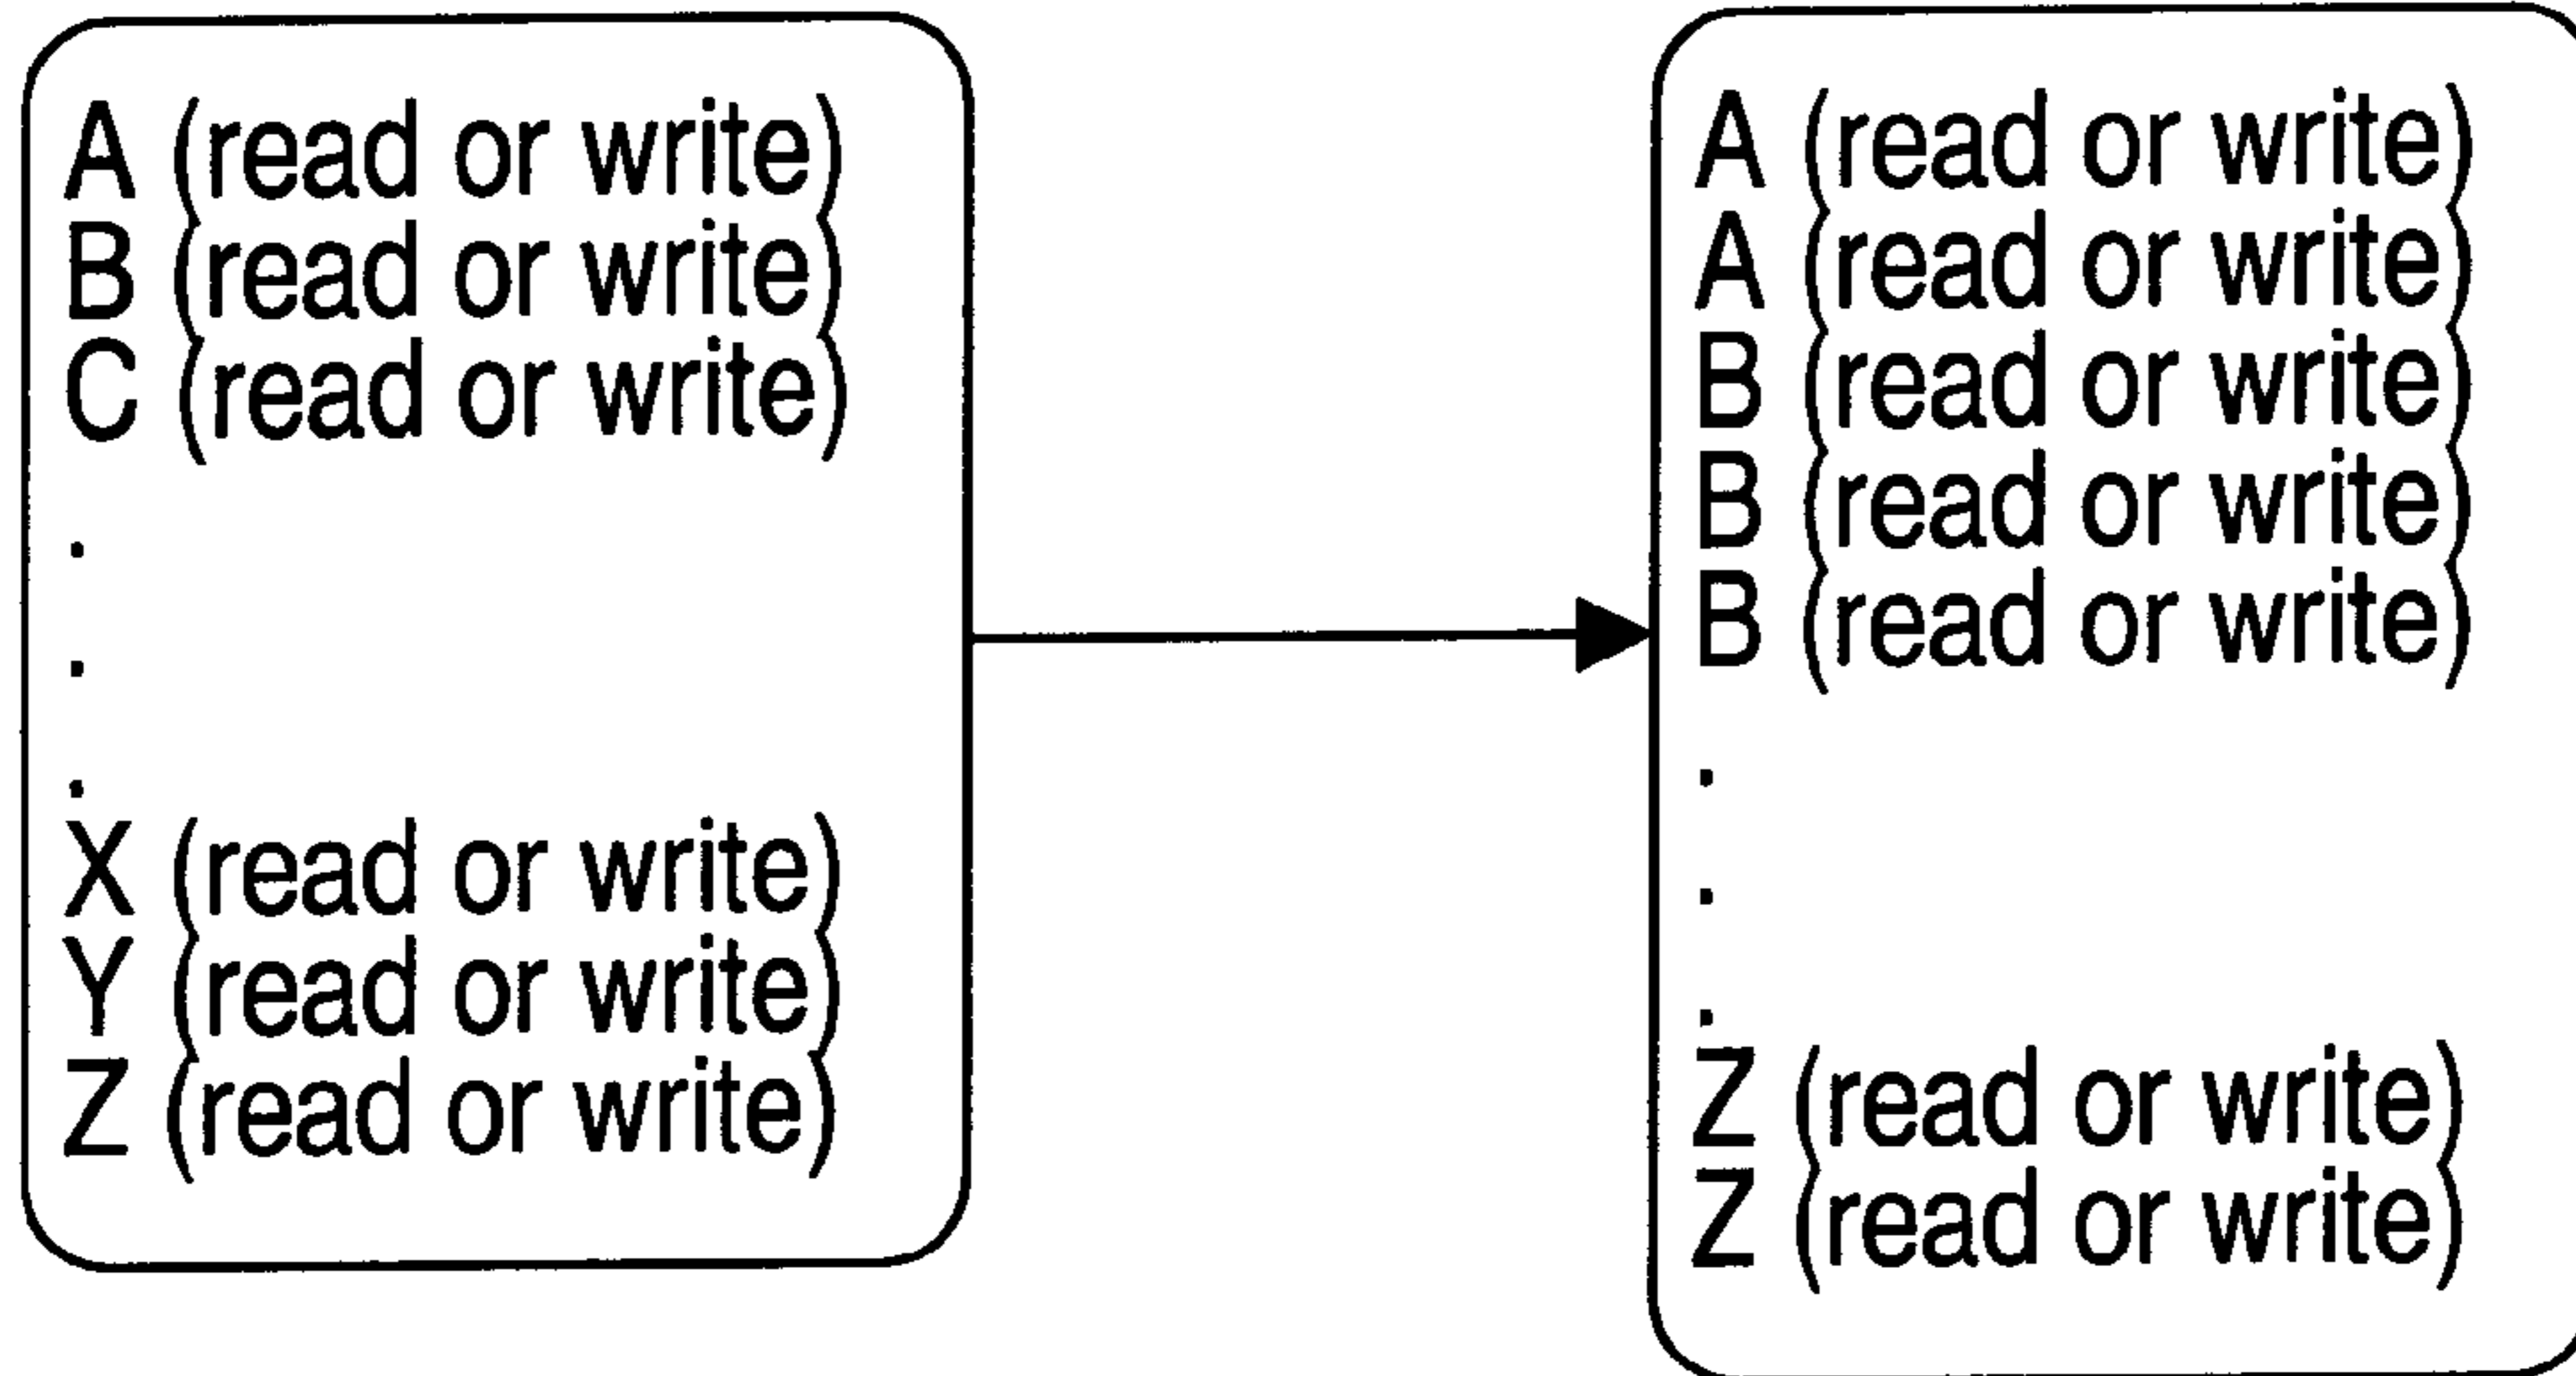 A (read or write)
B (read or write)
C (read or write)
.
.
.
X (read or write)
Y (read or write)
Z (read or write)
A (read or write)
A (read or write)
B (read or write)
B (read or write)
B (read or write)
.
.
.
Z (read or write)
Z (read or write)